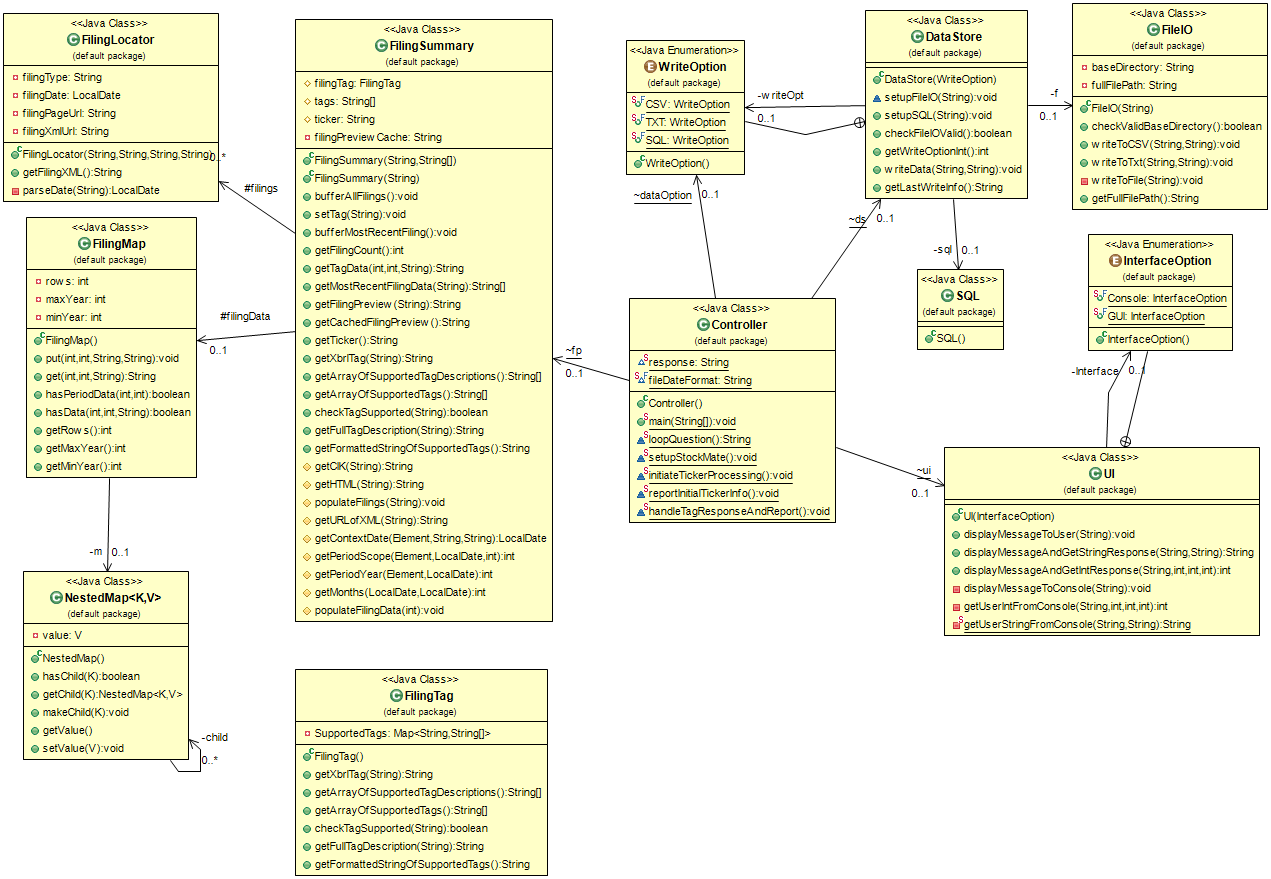 <<Java Class>>
FilingLocator
(default package)
filingType: String
filingDate: LocalDate
filingPageUrl: String
filingXmlUrl: String
FilingLocator(String,String,String,String)
getFilingXML():String
parseDate(String):LocalDate
0..*
#filings
<<Java Class>>
FilingMap
(default package)
rows: int
maxYear: int
minYear: int
FilingMap()
put(int,int,String,String):void
get(int,int,String):String
hasPeriodData(int,int):boolean
hasData(int,int,String):boolean
getRows():int
getMaxYear():int
getMinYear():int
#filingData
0..1
-m
0..1
<<Java Class>>
NestedMap<K,V>
(default package)
value: V
NestedMap()
hasChild(K):boolean
getChild(K):NestedMap<K,V>
makeChild(K):void
getValue()
setValue(V):void
-child
0..*
<<Java Class>>
FilingSummary
(default package)
filingTag: FilingTag
tags: String[]
ticker: String
filingPreviewCache: String
FilingSummary(String,String[])
FilingSummary(String)
bufferAllFilings():void
setTag(String):void
bufferMostRecentFiling():void
getFilingCount():int
getTagData(int,int,String):String
getMostRecentFilingData(String):String[]
getFilingPreview(String):String
getCachedFilingPreview():String
getTicker():String
getXbrlTag(String):String
getArrayOfSupportedTagDescriptions():String[]
getArrayOfSupportedTags():String[]
checkTagSupported(String):boolean
getFullTagDescription(String):String
getFormattedStringOfSupportedTags():String
getCIK(String):String
getHTML(String):String
populateFilings(String):void
getURLofXML(String):String
getContextDate(Element,String,String):LocalDate
getPeriodScope(Element,LocalDate,int):int
getPeriodYear(Element,LocalDate):int
getMonths(LocalDate,LocalDate):int
populateFilingData(int):void
<<Java Class>>
FilingTag
(default package)
SupportedTags: Map<String,String[]>
FilingTag()
getXbrlTag(String):String
getArrayOfSupportedTagDescriptions():String[]
getArrayOfSupportedTags():String[]
checkTagSupported(String):boolean
getFullTagDescription(String):String
getFormattedStringOfSupportedTags():String
<<Java Enumeration>>
WriteOption
(default package)
CSV: WriteOption
TXT: WriteOption
SQL: WriteOption
WriteOption()
-writeOpt
0..1
~dataOption
0..1
<<Java Class>>
DataStore
(default package)
DataStore(WriteOption)
setupFileIO(String):void
setupSQL(String):void
checkFileIOValid():boolean
getWriteOptionInt():int
writeData(String,String):void
getLastWriteInfo():String
-f
0..1
<<Java Class>>
FileIO
(default package)
baseDirectory: String
fullFilePath: String
FileIO(String)
checkValidBaseDirectory():boolean
writeToCSV(String,String):void
writeToTxt(String,String):void
writeToFile(String):void
getFullFilePath():String
~ds
0..1
-sql
0..1
<<Java Class>>
SQL
(default package)
SQL()
<<Java Enumeration>>
InterfaceOption
(default package)
Console: InterfaceOption
GUI: InterfaceOption
InterfaceOption()
-Interface
0..1
<<Java Class>>
Controller
(default package)
response: String
fileDateFormat: String
Controller()
main(String[]):void
loopQuestion():String
setupStockMate():void
initiateTickerProcessing():void
reportInitialTickerInfo():void
handleTagResponseAndReport():void
~fp
0..1
~ui
0..1
<<Java Class>>
UI
(default package)
UI(InterfaceOption)
displayMessageToUser(String):void
displayMessageAndGetStringResponse(String,String):String
displayMessageAndGetIntResponse(String,int,int,int):int
displayMessageToConsole(String):void
getUserIntFromConsole(String,int,int,int):int
getUserStringFromConsole(String,String):String